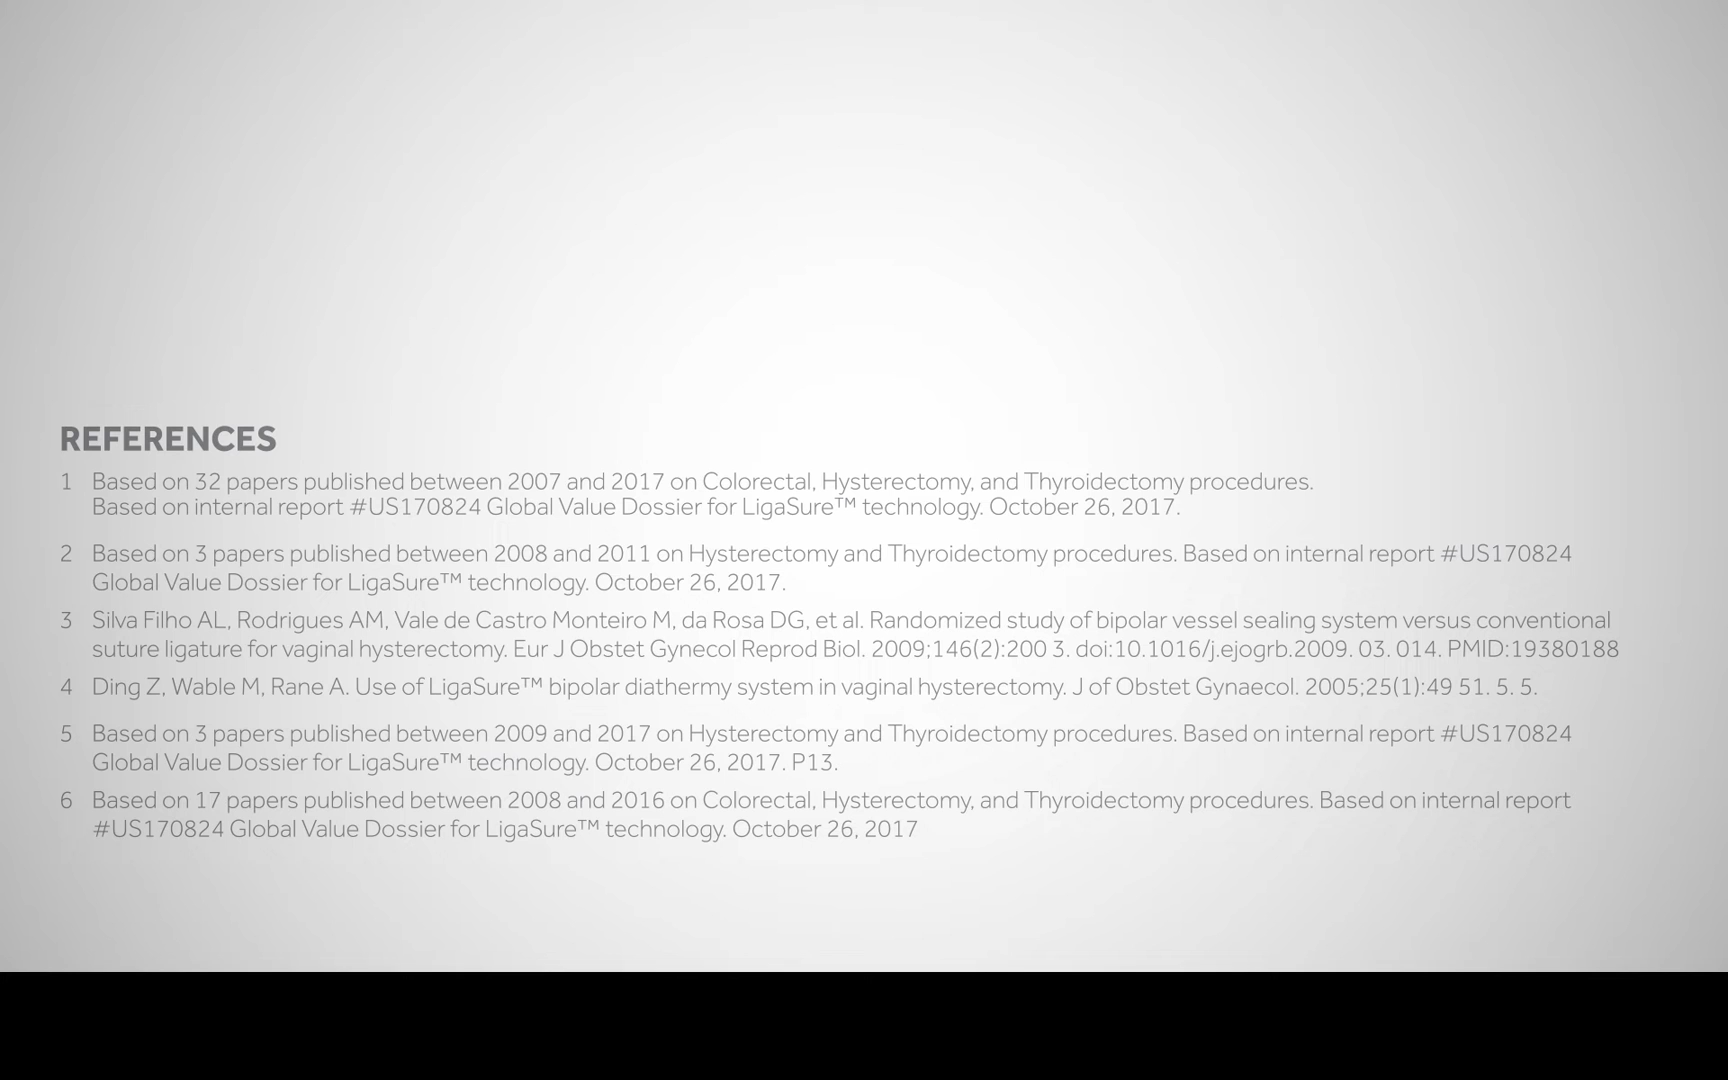 REFERENCES
1 Based on 32 papers published between 2007 and 2017 on Colorectal, Hysterectomy, and Thyroidectomy procedures.
Based on internal report #US170824 Global Value Dossier for LigaSure™ technology. October 26, 2017.
2 Based on 3 papers published between 2008 and 2011 on Hysterectomy and Thyroidectomy procedures. Based on internal report #US170824
Global Value Dossier for LigaSure™ technology. October 26, 2017.
3 Silva Filho AL, Rodrigues AM, Vale de Castro Monteiro M, da Rosa DG, et al. Randomized study of bipolar vessel sealing system versus conventional
suture ligature for vaginal hysterectomy. Eur J Obstet Gynecol Reprod Biol. 2009;146(2):200 3. doi:10.1016/j.ejogrb.2009. 03. 014. PMID:19380188
4 Ding Z, Wable M, Rane A. Use of LigaSure™ bipolar diathermy system in vaginal hysterectomy. J of Obstet Gynaecol. 2005;25(1):49 51. 5. 5.
5 Based on 3 papers published between 2009 and 2017 on Hysterectomy and Thyroidectomy procedures. Based on internal report #US170824
Global Value Dossier for LigaSure™ technology. October 26, 2017. P13.
6 Based on 17 papers published between 2008 and 2016 on Colorectal, Hysterectomy, and Thyroidectomy procedures. Based on internal report
#US170824 Global Value Dossier for LigaSure™ technology. October 26, 2017